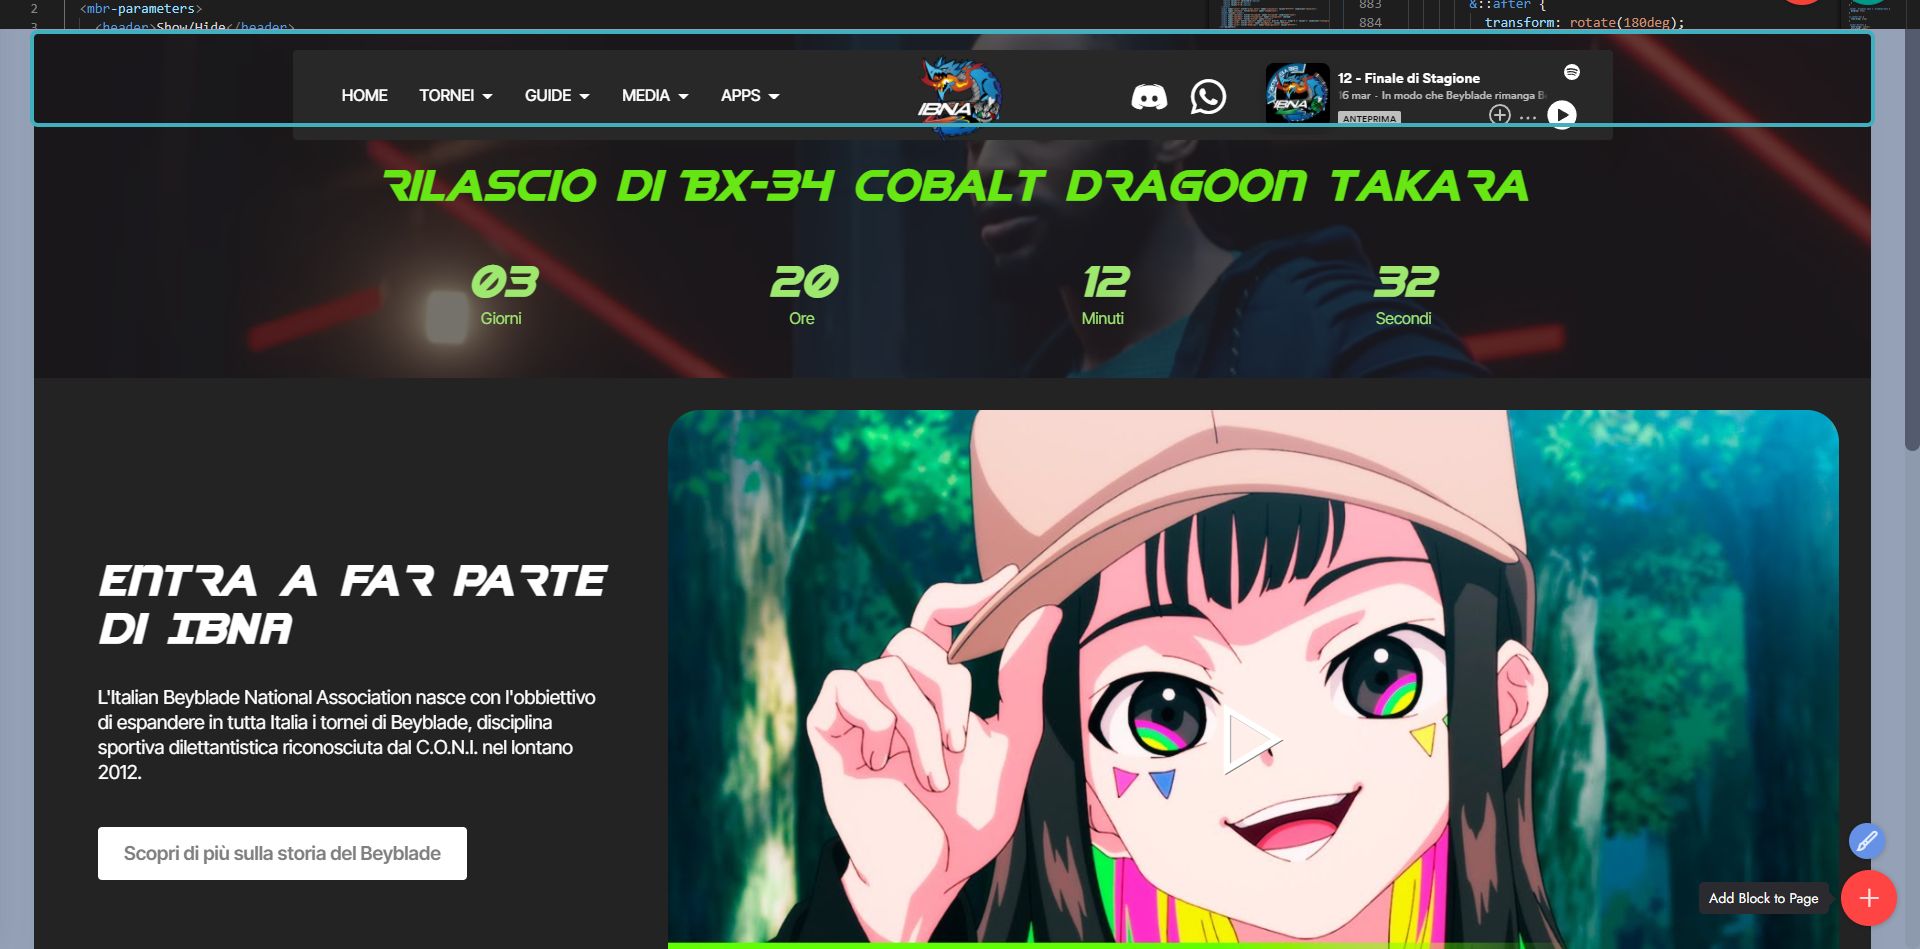 2 <mbr-parameters>
3 <header>Show/Hide</header>
883 &::after {
884 transform: rotate(180deg);
HOME TORNEI GUIDE MEDIA APPS
IBNA
12 - Finale di Stagione
16 mar - In modo che Beyblade rimanga
ANTEPRIMA
RILASCIO DI BX-34 COBALT DRAGOON TAKARA
03 20 12 32
Giorni Ore Minuti Secondi
ENTRA A FAR PARTE
DI IBNA
L'Italian Beyblade National Association nasce con l'obbiettivo
di espandere in tutta Italia i tornei di Beyblade, disciplina
sportiva dilettantistica riconosciuta dal C.O.N.I. nel lontano
2012.
Scopri di più sulla storia del Beyblade
Add Block to Page